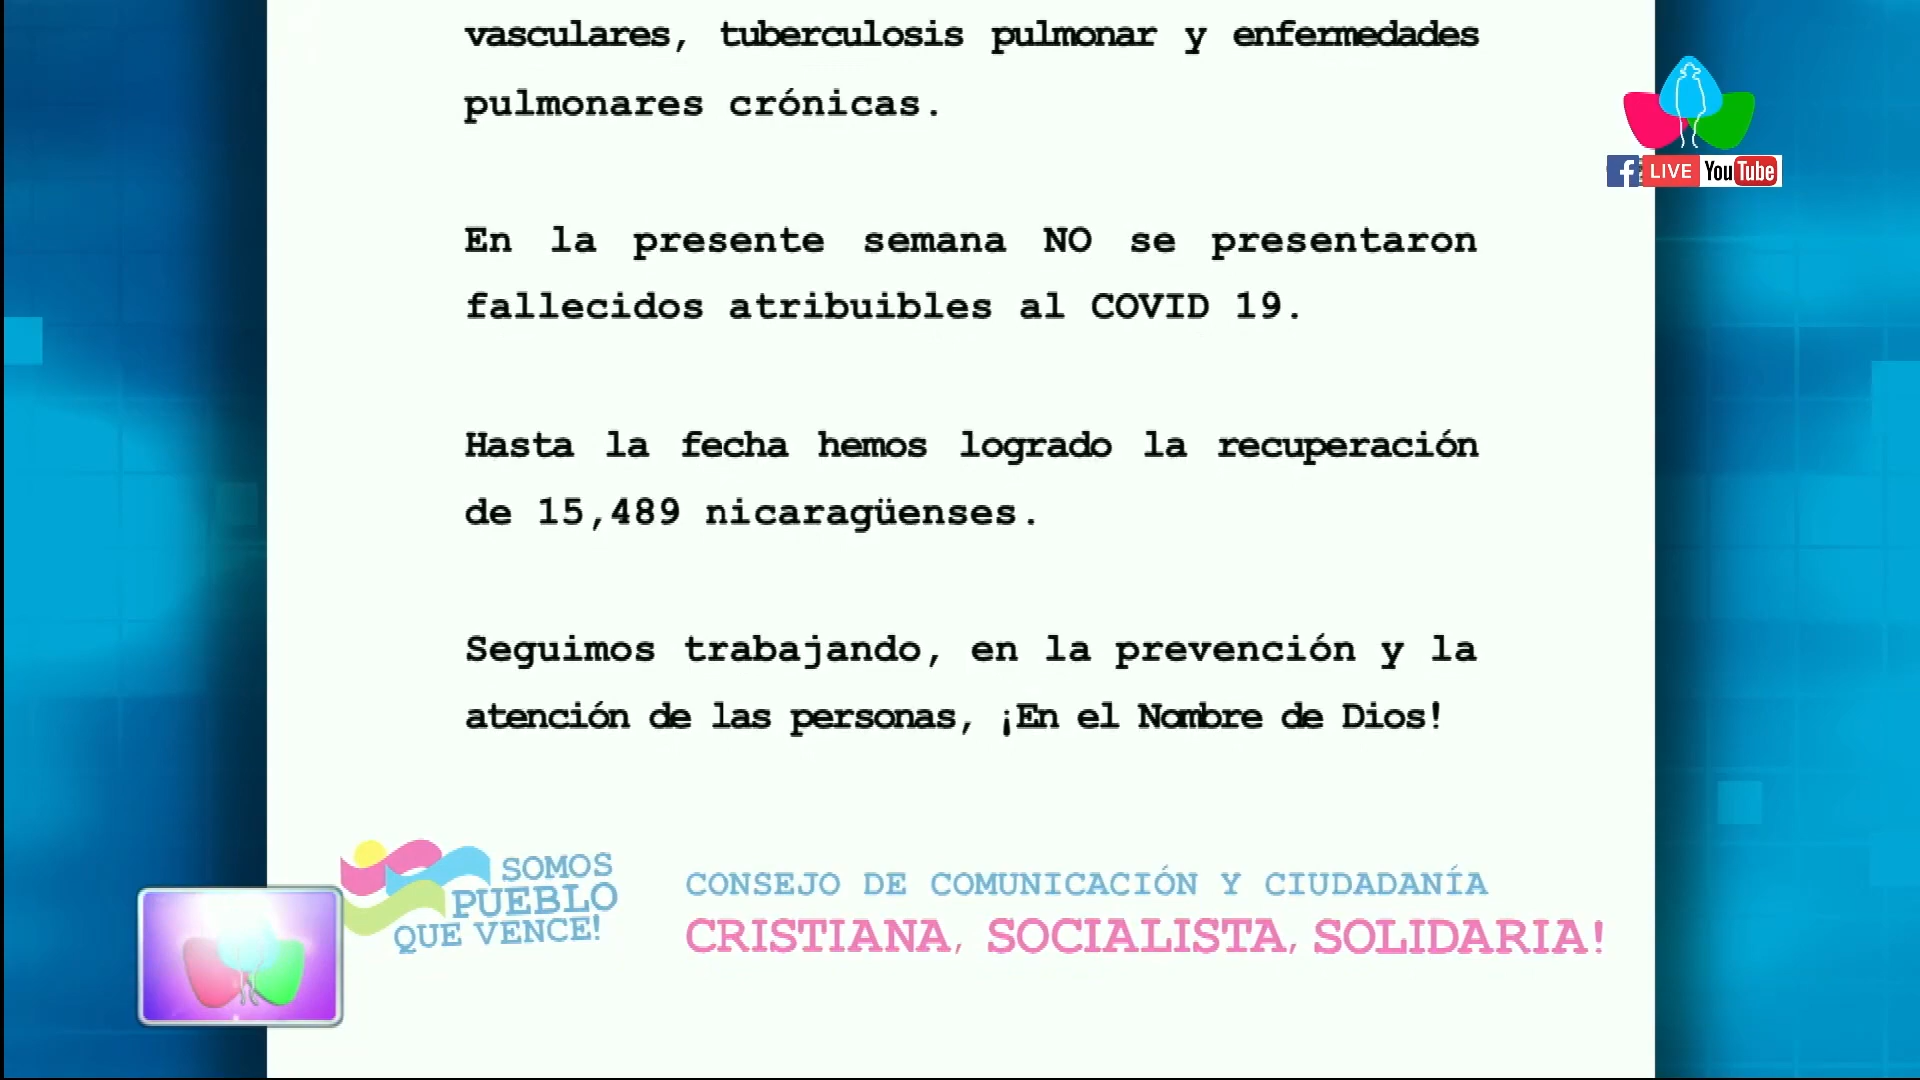 vasculares, tuberculosis pulmonar y enfermedades
pulmonares crónicas.
En la presente semana NO se presentaron
fallecidos atribuibles al COVID 19.
Hasta la fecha hemos logrado la recuperación
de 15,489 nicaragüenses.
Seguimos trabajando, en la prevención y la
atención de las personas, ¡En el Nombre de Dios!
SOMOS
PUEBLO
QUE VENCE!
CONSEJO DE COMUNICACIÓN Y CIUDADANÍA
CRISTIANA, SOCIALISTA, SOLIDARIA!
f LIVE YouTube